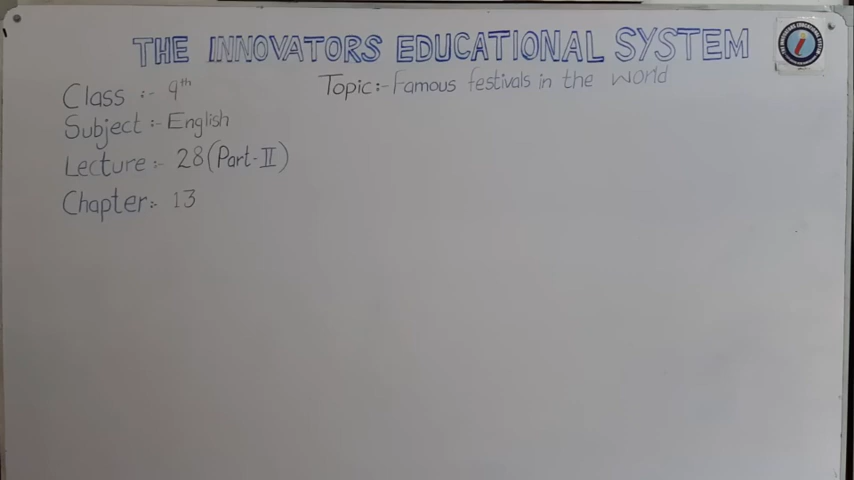 THE INNOVATORS EDUCATIONAL SYSTEM
Class :- 9th
Topic:- Famous festivals in the world
Subject :- English
Lecture :- 28 (Part-II)
Chapter:- 13